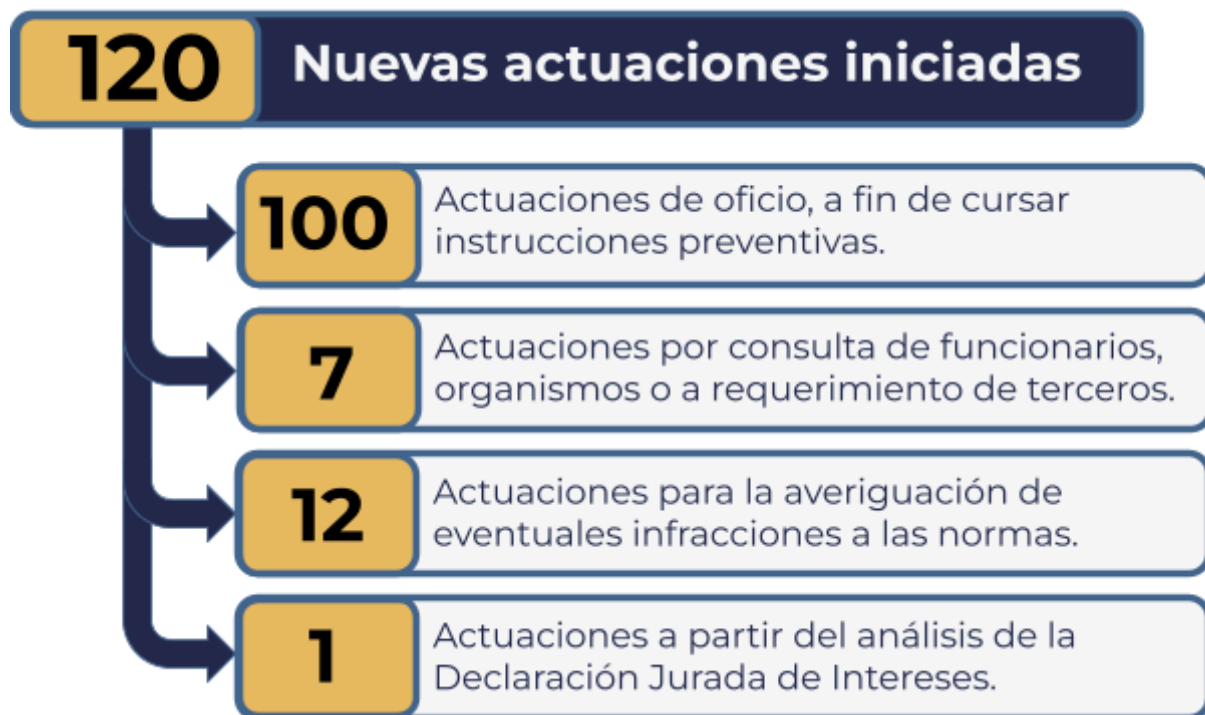 120 Nuevas actuaciones iniciadas
100
Actuaciones de oficio, a fin de cursar
instrucciones preventivas.
7
Actuaciones por consulta de funcionarios,
organismos o a requerimiento de terceros.
12
Actuaciones para la averiguación de
eventuales infracciones a las normas.
1
Actuaciones a partir del análisis de la
Declaración Jurada de Intereses.